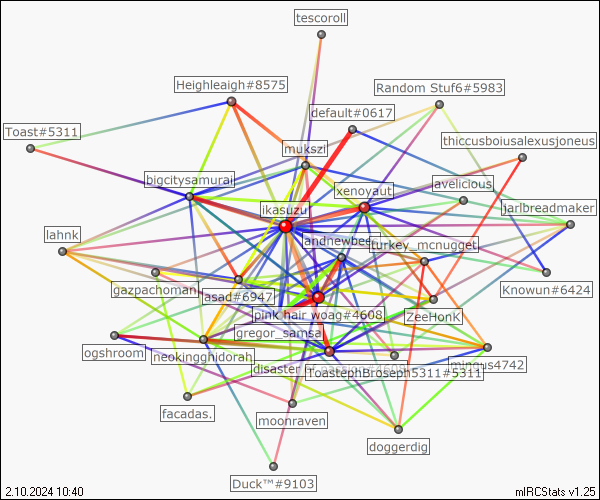 tescoroll
Heighleaigh#8575
Random Stuf6#5983
default#0617
Toast#5311
thiccusboiusalexusjoneus
mukszi
bigcitysamurai
xenoyaut
avelicious
ikasuzu
jarlbreadmaker
lahnk
andnewbee
turkey_mcnugget
gazpachoman
asad#6947
Knowun#6424
pink hair woag#4608
ZeeHonK
gregor_samsa
ogshroom
neokingghidorah
disaster
mingus4742
ToastephBroseph5311#5311
facadas.
moonraven
doggerdig
Duck™#9103
2.10.2024 10:40
mIRCStats v1.25